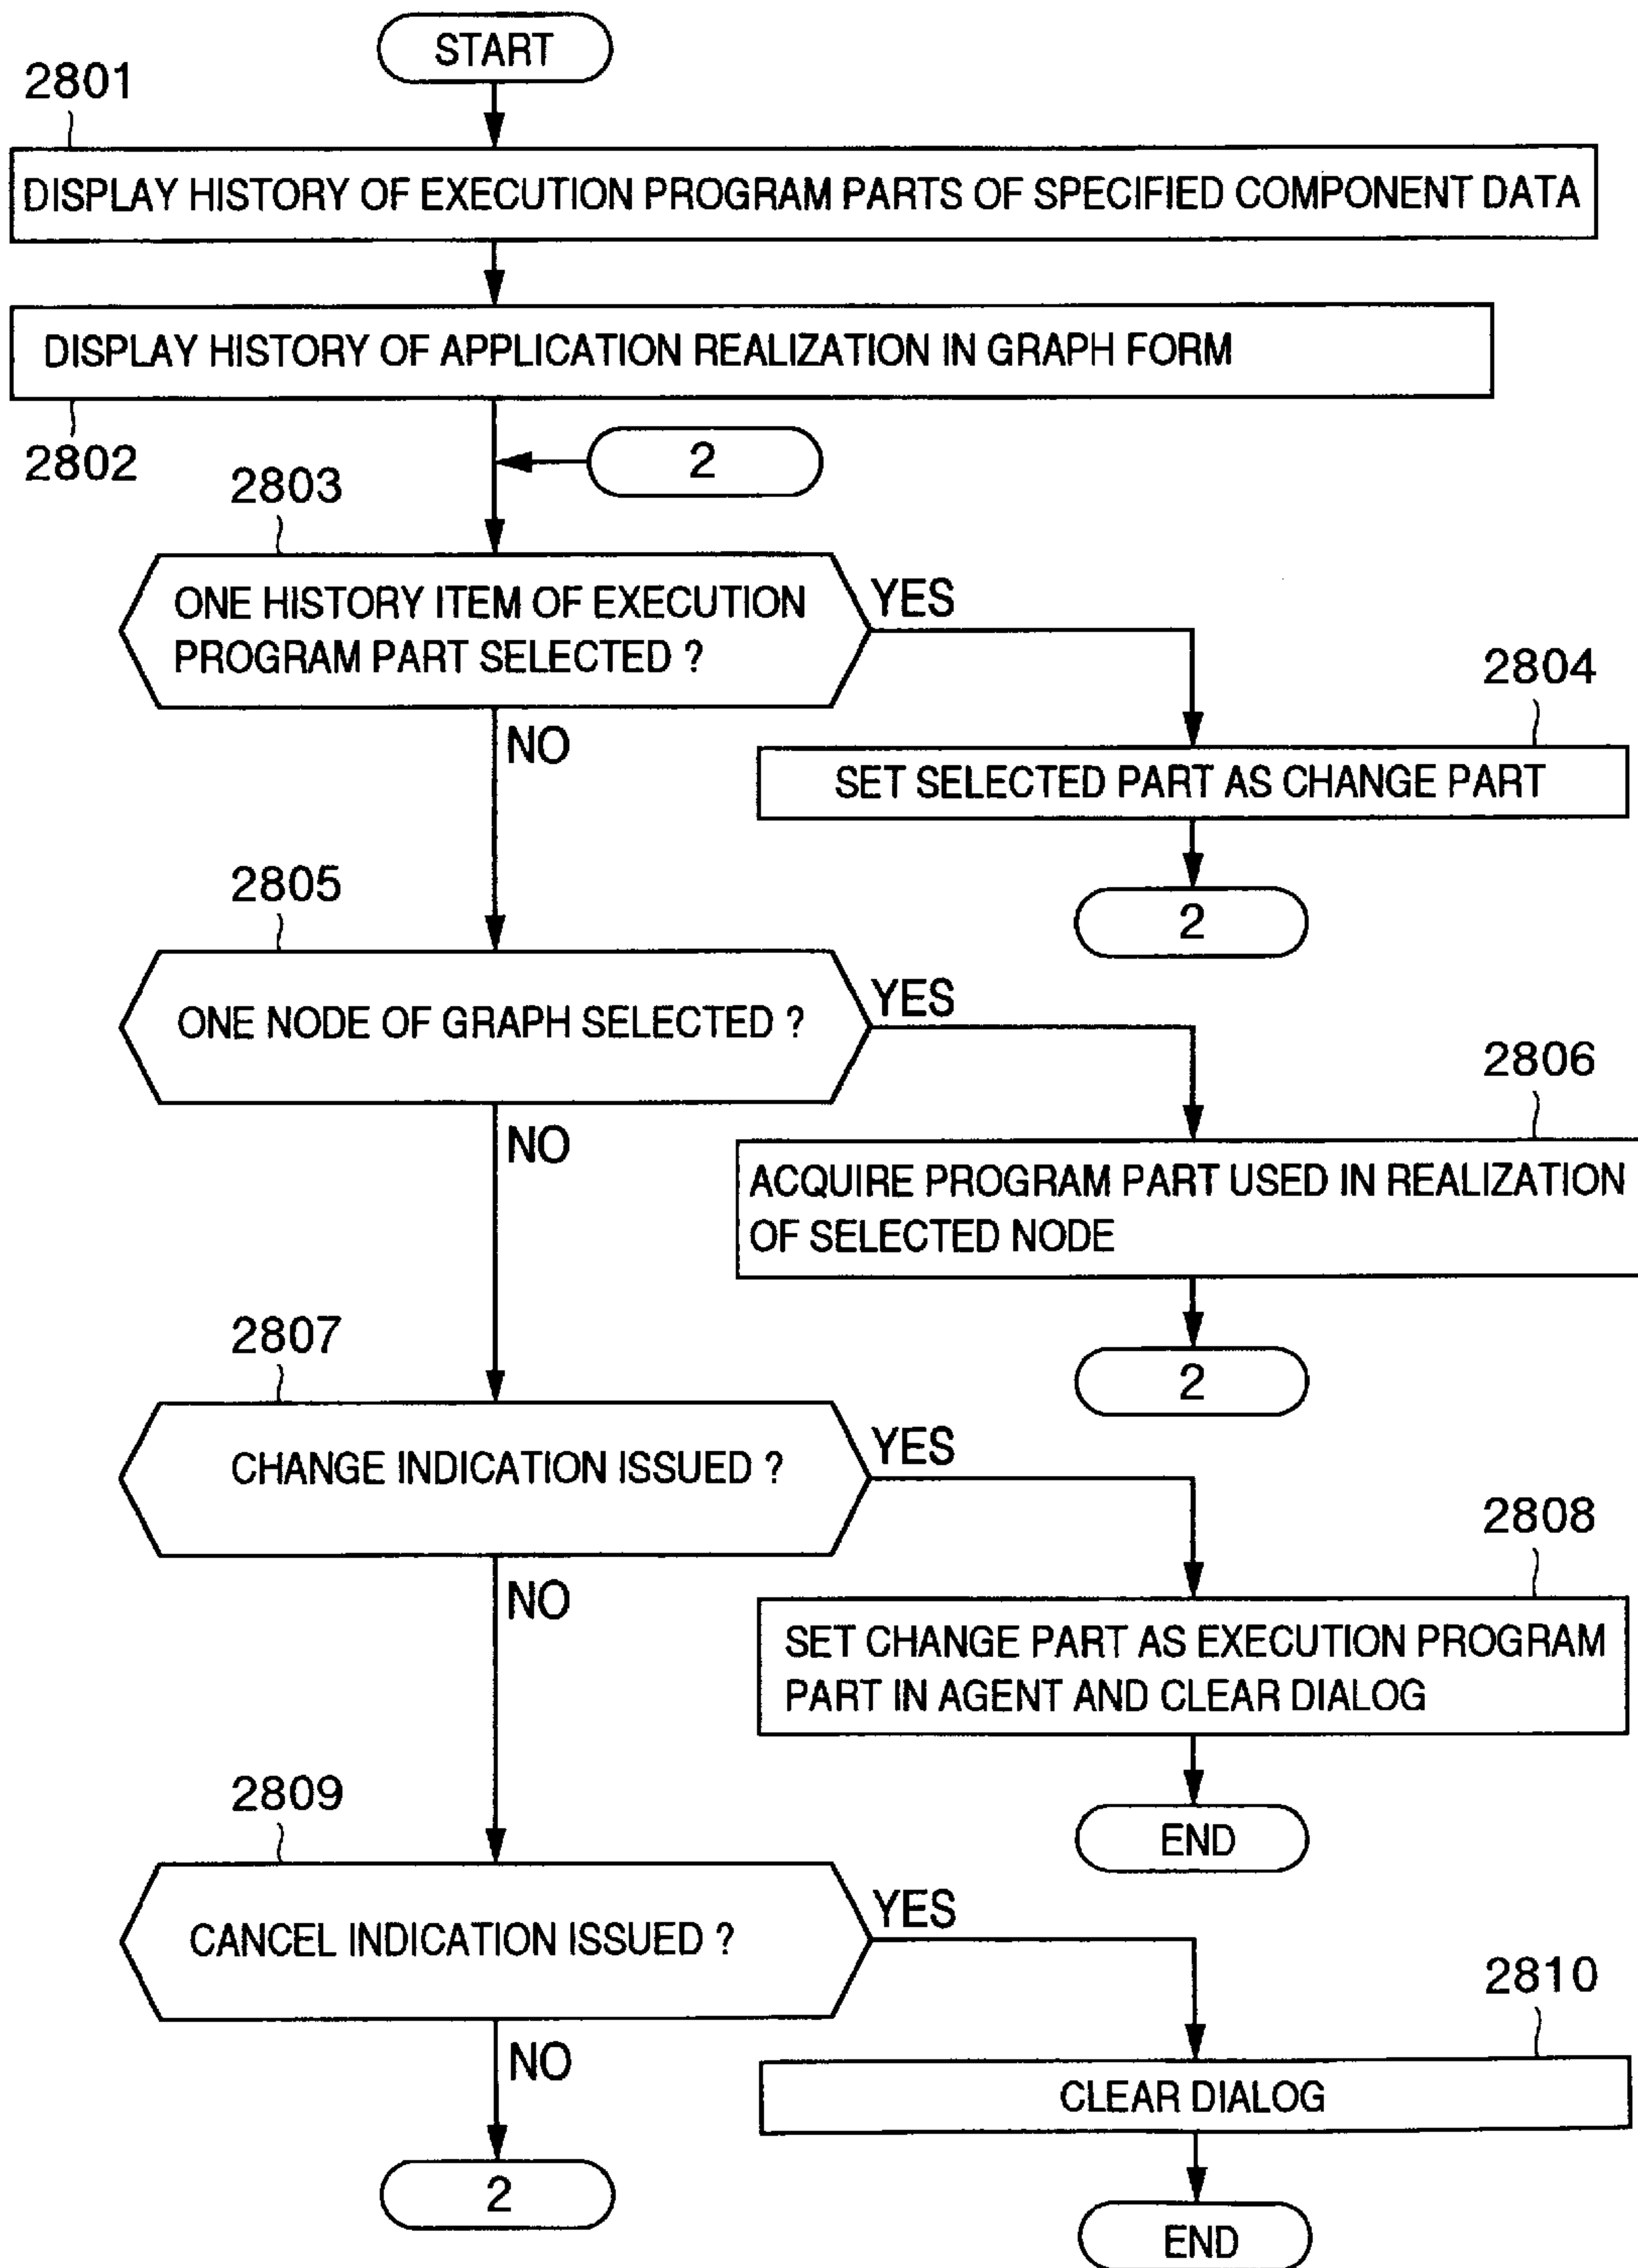 START
2801
DISPLAY HISTORY OF EXECUTION PROGRAM PARTS OF SPECIFIED COMPONENT DATA
DISPLAY HISTORY OF APPLICATION REALIZATION IN GRAPH FORM
2802
2
2803
ONE HISTORY ITEM OF EXECUTION
PROGRAM PART SELECTED ?
YES
NO
2804
SET SELECTED PART AS CHANGE PART
2
2805
ONE NODE OF GRAPH SELECTED ?
YES
NO
2806
ACQUIRE PROGRAM PART USED IN REALIZATION
OF SELECTED NODE
2
2807
CHANGE INDICATION ISSUED ?
YES
NO
2808
SET CHANGE PART AS EXECUTION PROGRAM
PART IN AGENT AND CLEAR DIALOG
END
2809
CANCEL INDICATION ISSUED ?
YES
NO
2810
CLEAR DIALOG
2
END